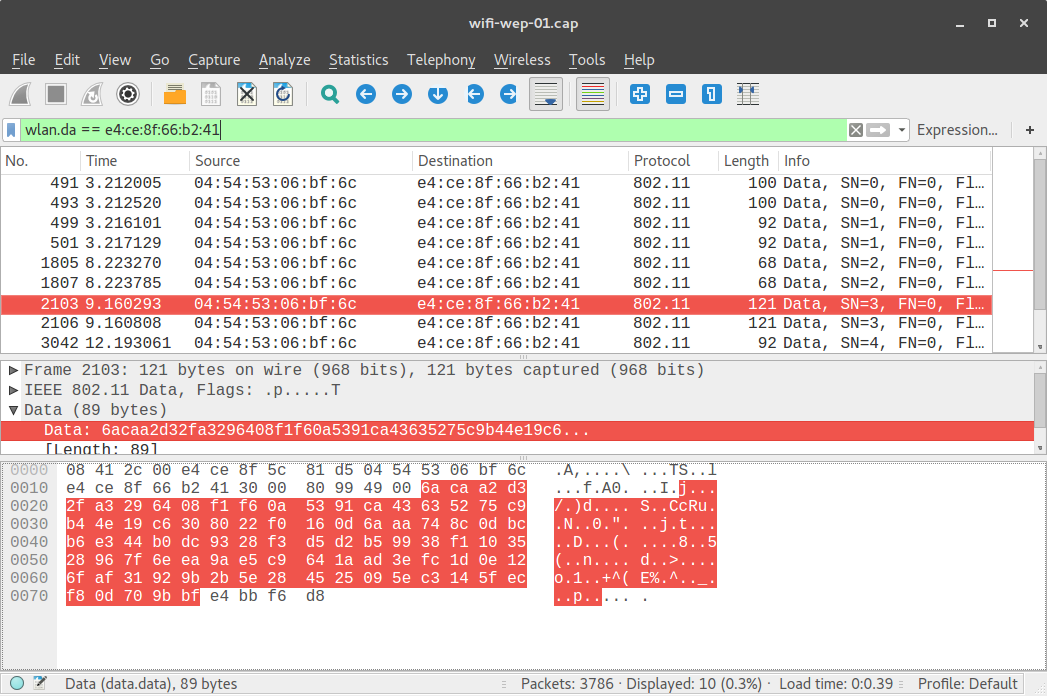 wifi-wep-01.cap
File Edit View Go Capture Analyze Statistics Telephony Wireless Tools Help
wlan.da == e4:ce:8f:66:b2:41 Expression... +
No. Time Source Destination Protocol Length Info
491 3.212005 04:54:53:06:bf:6c e4:ce:8f:66:b2:41 802.11 100 Data, SN=0, FN=0, Fl…
493 3.212520 04:54:53:06:bf:6c e4:ce:8f:66:b2:41 802.11 100 Data, SN=0, FN=0, Fl…
499 3.216101 04:54:53:06:bf:6c e4:ce:8f:66:b2:41 802.11 92 Data, SN=1, FN=0, Fl…
501 3.217129 04:54:53:06:bf:6c e4:ce:8f:66:b2:41 802.11 92 Data, SN=1, FN=0, Fl…
1805 8.223270 04:54:53:06:bf:6c e4:ce:8f:66:b2:41 802.11 68 Data, SN=2, FN=0, Fl…
1807 8.223785 04:54:53:06:bf:6c e4:ce:8f:66:b2:41 802.11 68 Data, SN=2, FN=0, Fl…
2103 9.160293 04:54:53:06:bf:6c e4:ce:8f:66:b2:41 802.11 121 Data, SN=3, FN=0, Fl…
2106 9.160808 04:54:53:06:bf:6c e4:ce:8f:66:b2:41 802.11 121 Data, SN=3, FN=0, Fl…
3042 12.193061 04:54:53:06:bf:6c e4:ce:8f:66:b2:41 802.11 92 Data, SN=4, FN=0, Fl…
Frame 2103: 121 bytes on wire (968 bits), 121 bytes captured (968 bits)
IEEE 802.11 Data, Flags: .p.....T
Data (89 bytes)
Data: 6acaa2d32fa3296408f1f60a5391ca43635275c9b44e19c6...
[Length: 89]
0000 08 41 2c 00 e4 ce 8f 5c 81 d5 04 54 53 06 bf 6c .A,....\ ...TS..l
0010 e4 ce 8f 66 b2 41 30 00 80 99 49 00 6a ca a2 d3 ...f.A0. ..I.j...
0020 2f a3 29 64 08 f1 f6 0a 53 91 ca 43 63 52 75 c9 /.)d.... S..CcRu.
0030 b4 4e 19 c6 30 80 22 f0 16 0d 6a aa 74 8c 0d bc .N..0.". ..j.t...
0040 b6 e3 44 b0 dc 93 28 f3 d5 d2 b5 99 38 f1 10 35 ..D...(. ....8..5
0050 28 96 7f 6e ea 9a e5 c9 64 1a ad 3e fc 1d 0e 12 (..n.... d..>....
0060 6f af 31 92 9b 2b 5e 28 45 25 09 5e c3 14 5f ec o.1..+^( E%.^.._.
0070 f8 0d 70 9b bf e4 bb f6 d8 ..p..... .
Data (data.data), 89 bytes Packets: 3786 · Displayed: 10 (0.3%) · Load time: 0:0.39 Profile: Default